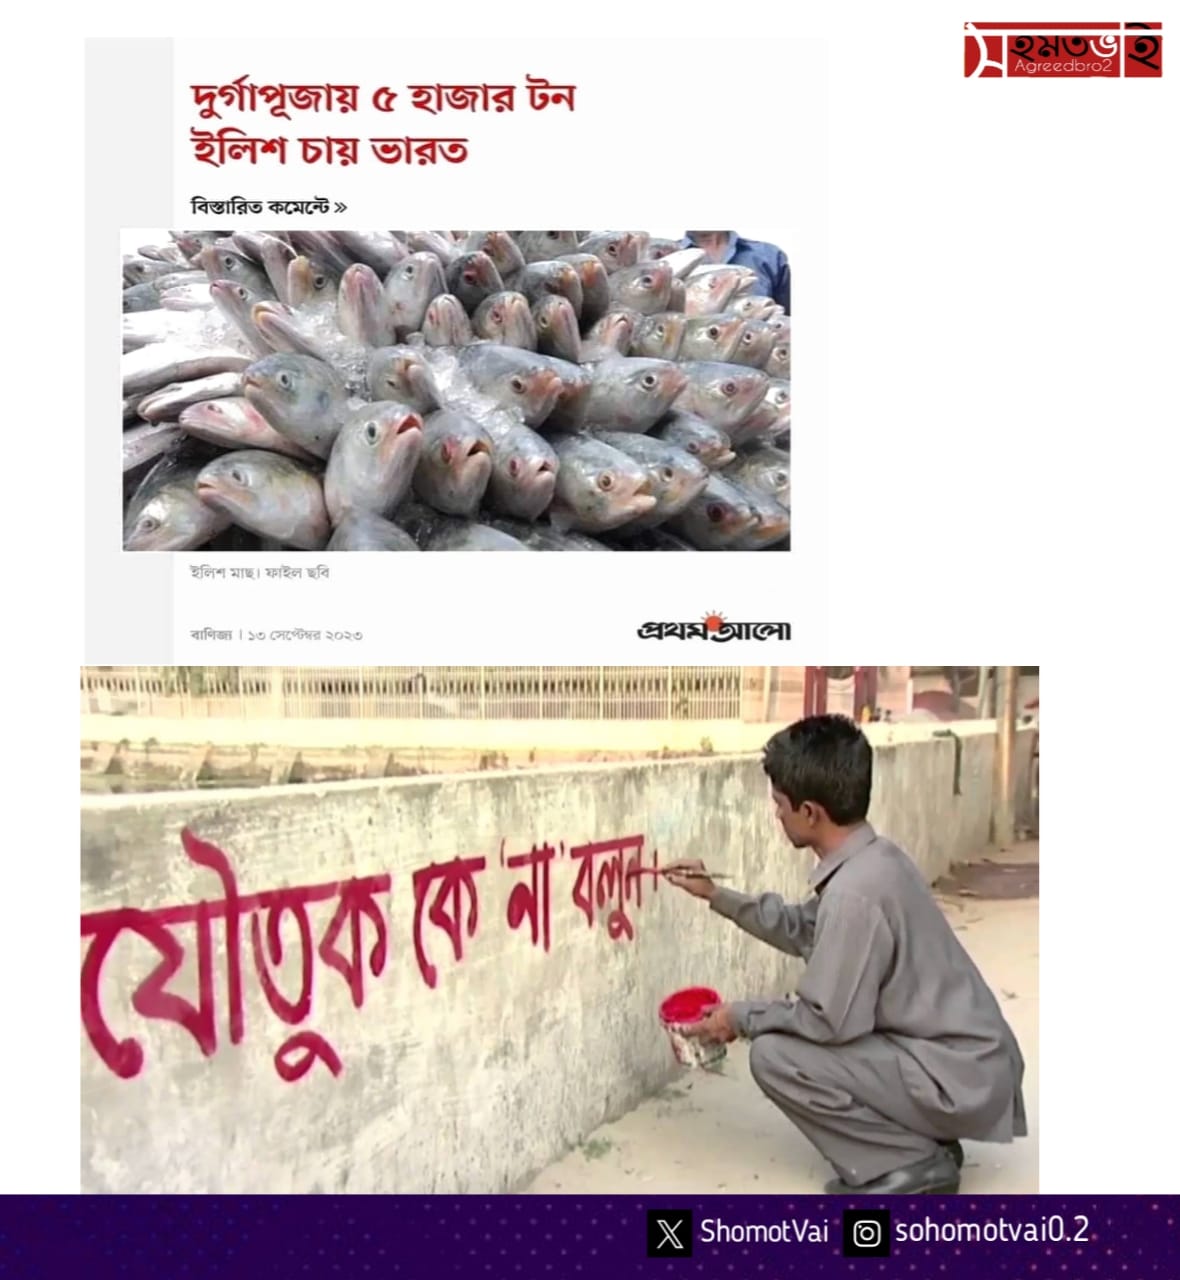 সহমতভাই
Agreedbro2
দুর্গাপূজায় ৫ হাজার টন
ইলিশ চায় ভারত
বিস্তারিত কমেন্টে »
ইলিশ মাছ। ফাইল ছবি
বাণিজ্য । ১৩ সেপ্টেম্বর ২০২৩
প্রথম আলো
যৌতুক কে 'না' বলুন।
ShomotVai sohomotvai0.2